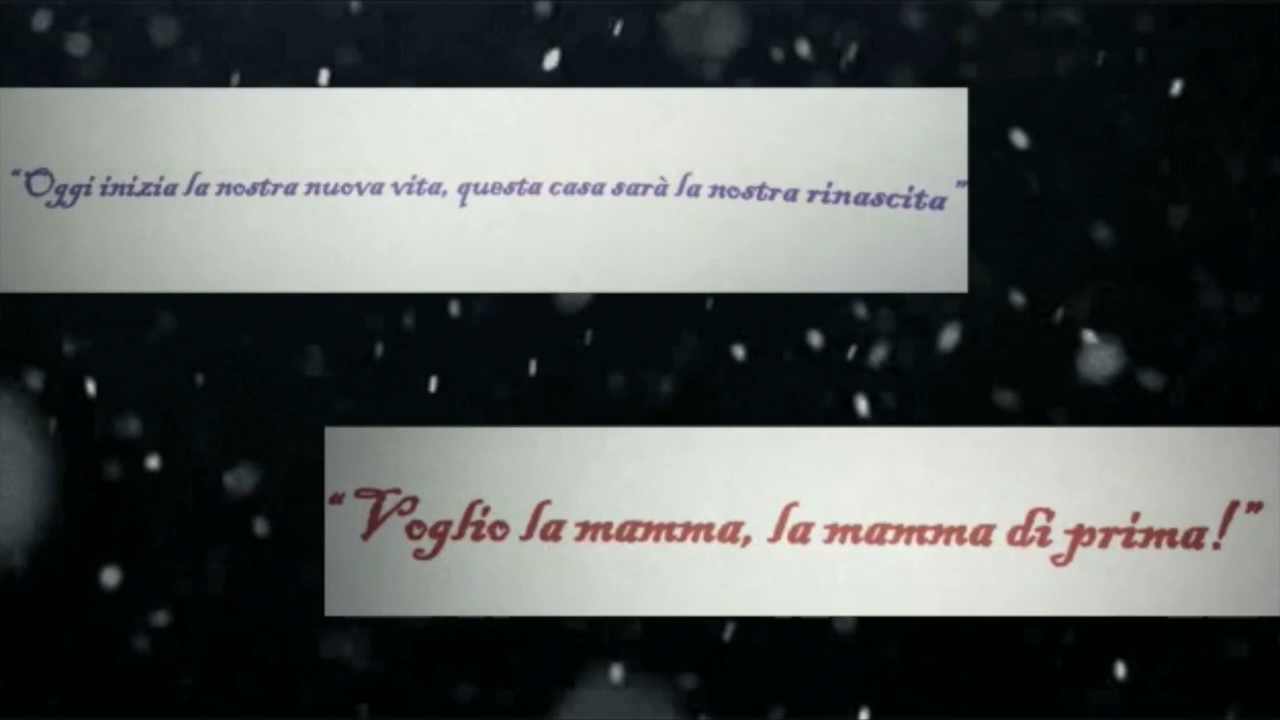 “Oggi inizia la nostra nuova vita, questa casa sarà la nostra rinascita”
“Voglio la mamma, la mamma di prima!”